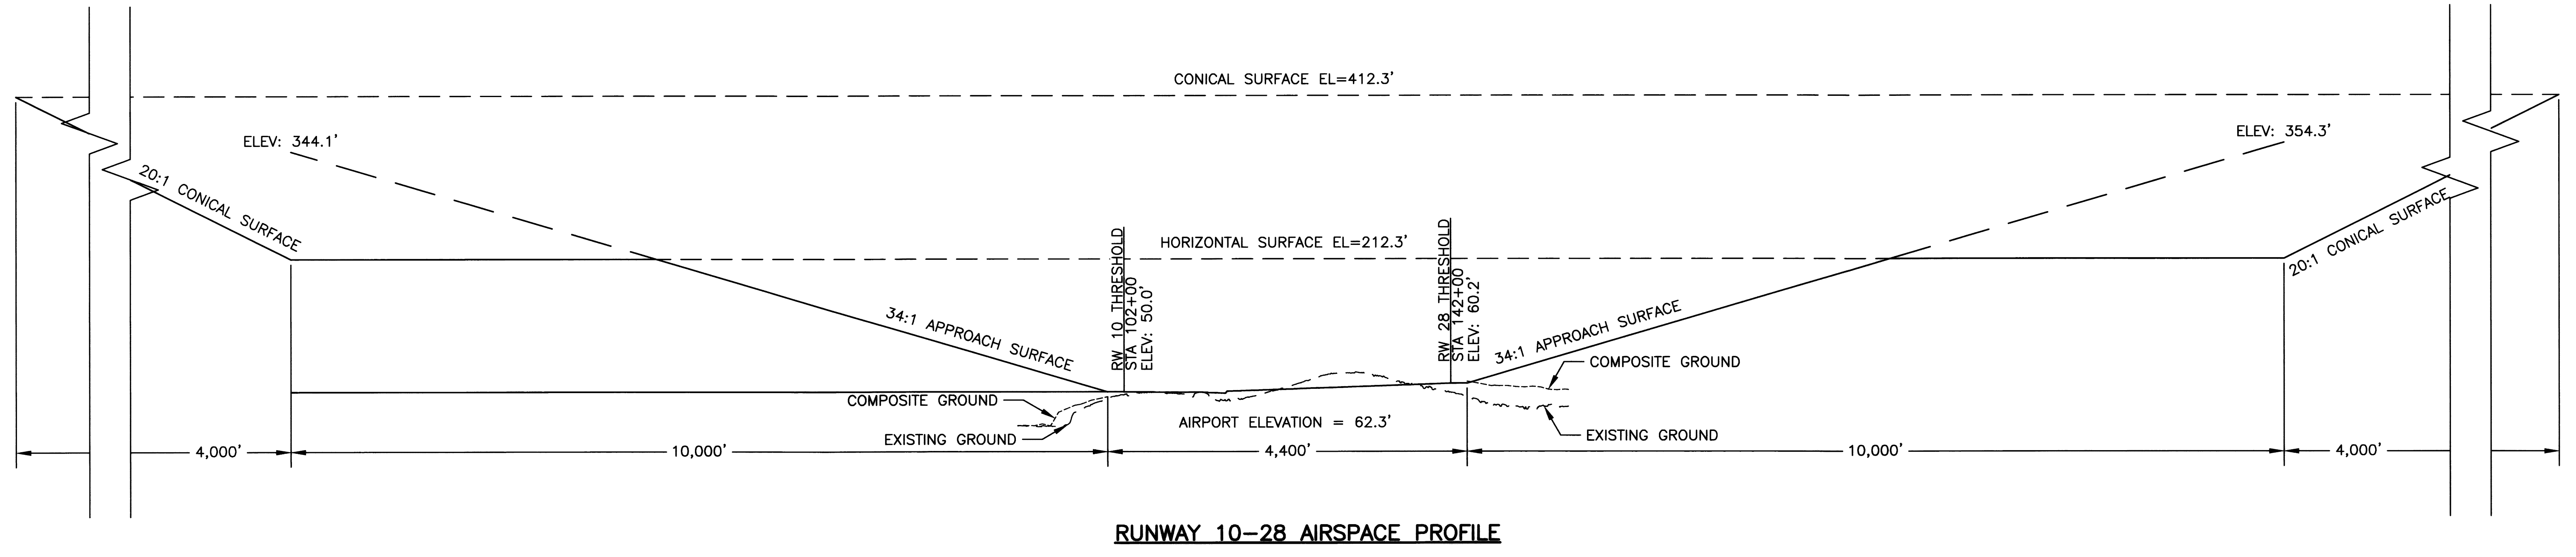 CONICAL SURFACE EL=412.3'
ELEV: 344.1'
ELEV: 354.3'
20:1 CONICAL SURFACE
HORIZONTAL SURFACE EL=212.3'
20:1 CONICAL SURFACE
RW 10 THRESHOLD
STA 102+00
ELEV: 50.0'
RW 28 THRESHOLD
STA 142+00
ELEV: 60.2'
34:1 APPROACH SURFACE
34:1 APPROACH SURFACE
COMPOSITE GROUND
COMPOSITE GROUND
AIRPORT ELEVATION = 62.3'
EXISTING GROUND
EXISTING GROUND
4,000'
10,000'
4,400'
10,000'
4,000'
RUNWAY 10-28 AIRSPACE PROFILE